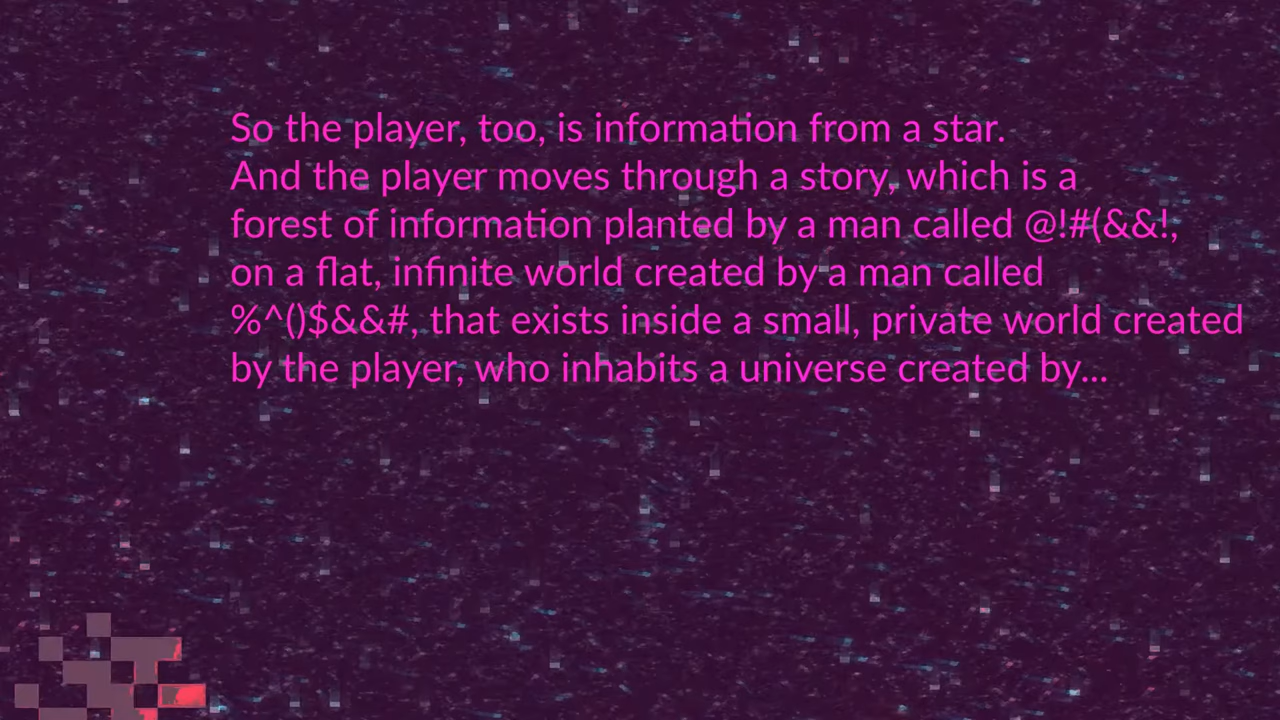 So the player, too, is information from a star.
And the player moves through a story, which is a
forest of information planted by a man called @!#(&&!,
on a flat, infinite world created by a man called
%^()$&&#, that exists inside a small, private world created
by the player, who inhabits a universe created by...